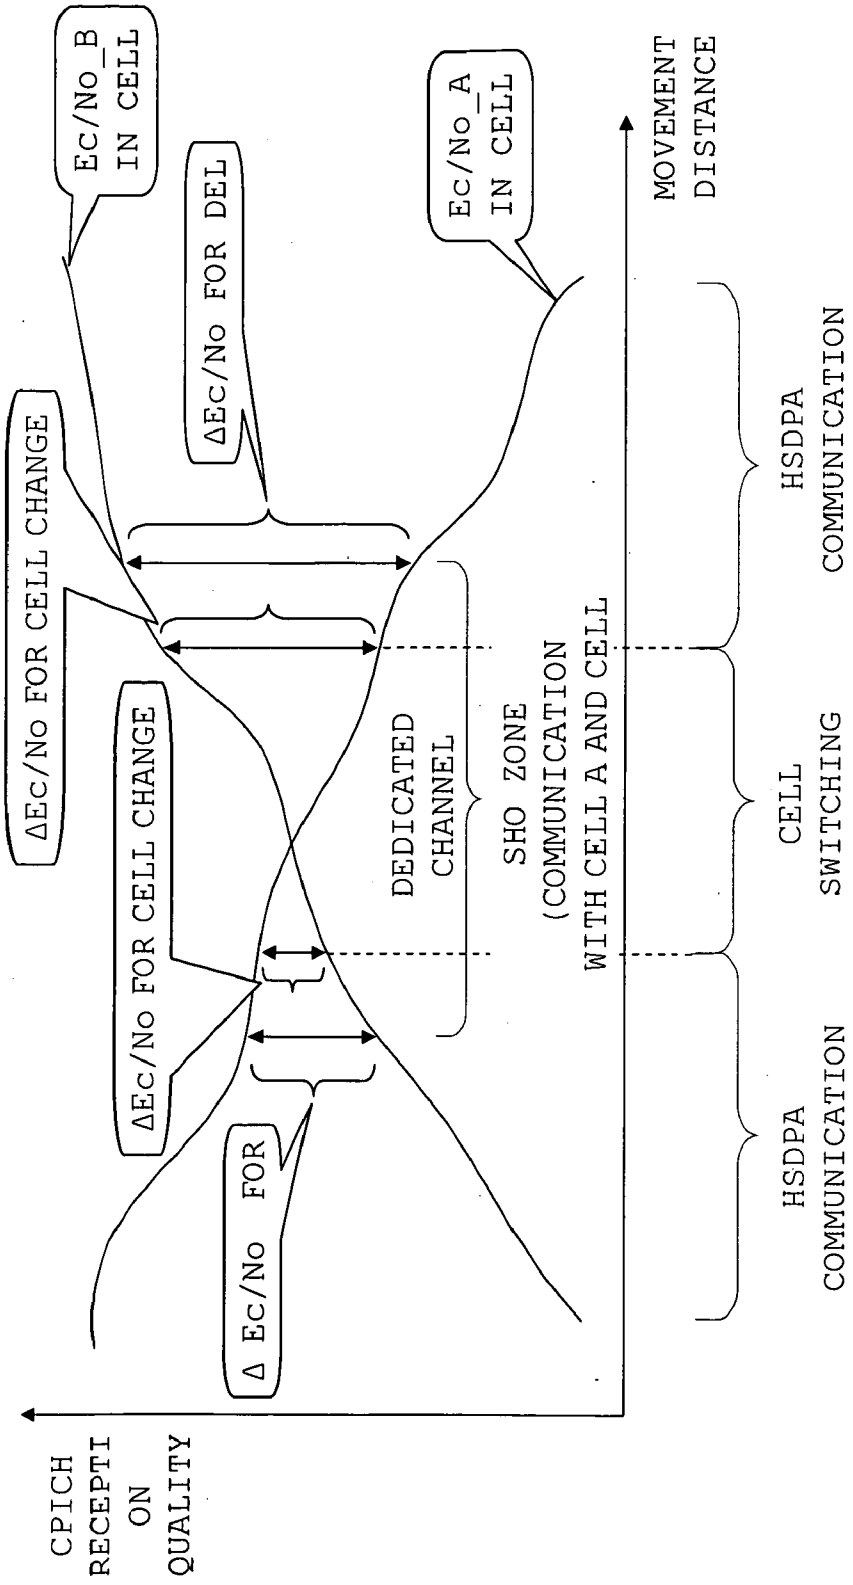 CPICH
RECEPTI
ON
QUALITY
Ec/No_B
IN CELL
ΔEc/No FOR CELL CHANGE
ΔEc/No FOR DEL
ΔEc/No FOR CELL CHANGE
Δ Ec/No FOR
Ec/No_A
IN CELL
DEDICATED
CHANNEL
SHO ZONE
(COMMUNICATION
WITH CELL A AND CELL
MOVEMENT
DISTANCE
HSDPA
COMMUNICATION
CELL
SWITCHING
HSDPA
COMMUNICATION